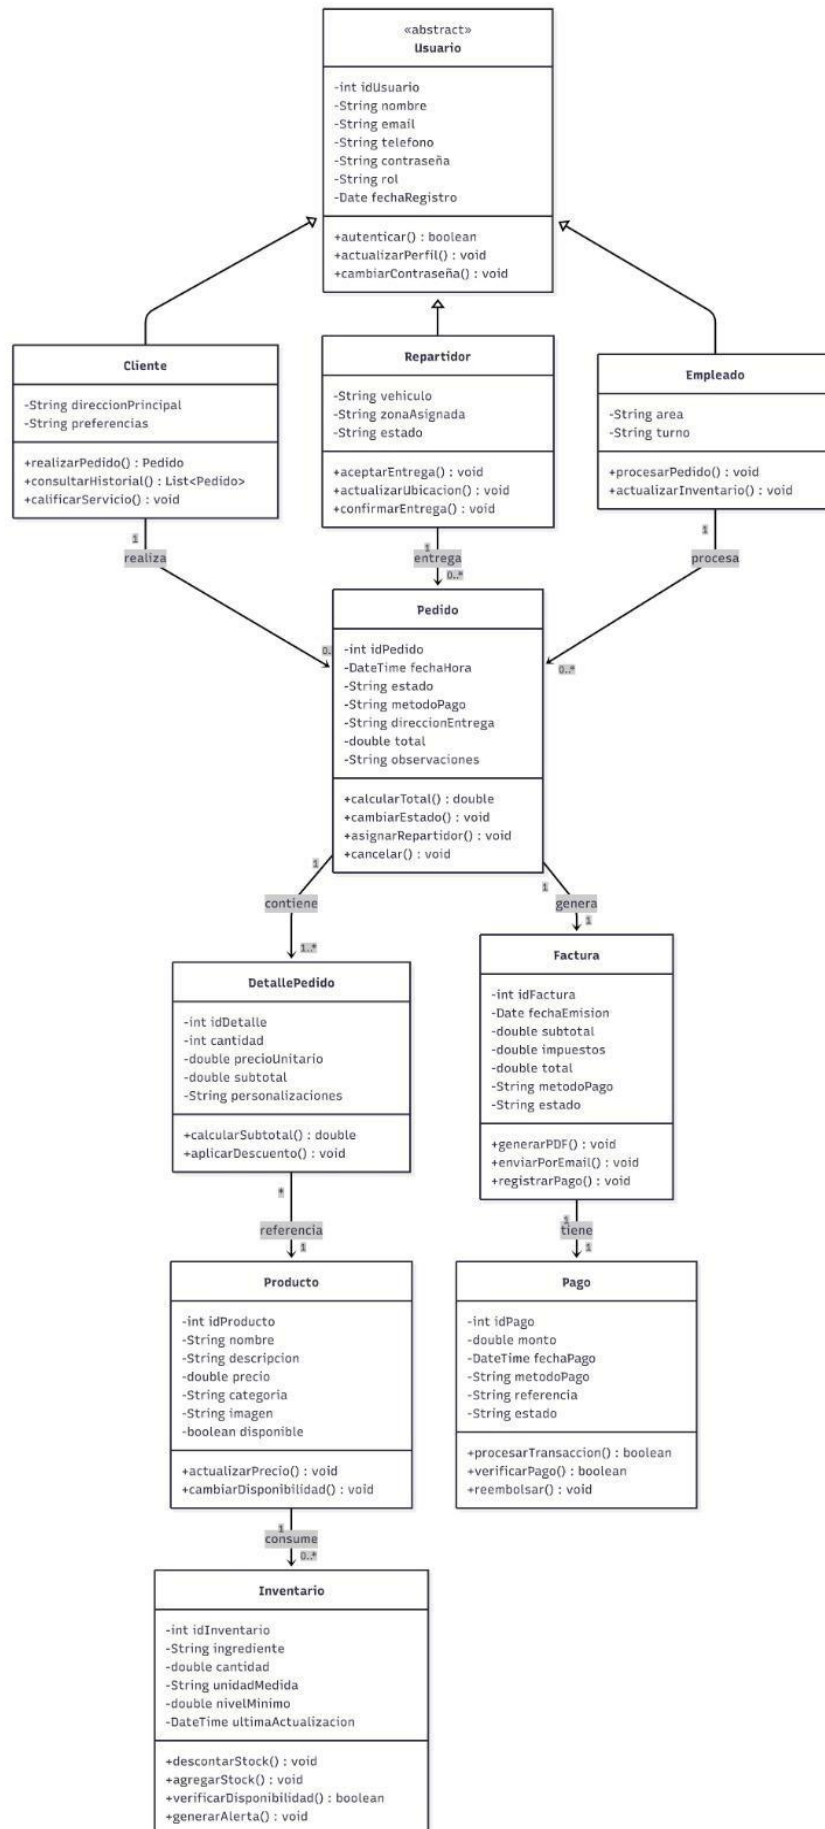 «abstract»
Usuario
-int idUsuario
-String nombre
-String email
-String telefono
-String contraseña
-String rol
-Date fechaRegistro
+autenticar() : boolean
+actualizarPerfil() : void
+cambiarContraseña() : void
Cliente
-String direccionPrincipal
-String preferencias
+realizarPedido() : Pedido
+consultarHistorial() : List<Pedido>
+calificarServicio() : void
Repartidor
-String vehiculo
-String zonaAsignada
-String estado
+aceptarEntrega() : void
+actualizarUbicacion() : void
+confirmarEntrega() : void
Empleado
-String area
-String turno
+procesarPedido() : void
+actualizarInventario() : void
1
realiza
0..
1
entrega
0..*
1
procesa
0..*
Pedido
-int idPedido
-DateTime fechaHora
-String estado
-String metodoPago
-String direccionEntrega
-double total
-String observaciones
+calcularTotal() : double
+cambiarEstado() : void
+asignarRepartidor() : void
+cancelar() : void
1
contiene
1..*
1
genera
1
DetallePedido
-int idDetalle
-int cantidad
-double precioUnitario
-double subtotal
-String personalizaciones
+calcularSubtotal() : double
+aplicarDescuento() : void
Factura
-int idFactura
-Date fechaEmision
-double subtotal
-double impuestos
-double total
-String metodoPago
-String estado
+generarPDF() : void
+enviarPorEmail() : void
+registrarPago() : void
*
referencia
1
1
tiene
1
Producto
-int idProducto
-String nombre
-String descripcion
-double precio
-String categoria
-String imagen
-boolean disponible
+actualizarPrecio() : void
+cambiarDisponibilidad() : void
Pago
-int idPago
-double monto
-DateTime fechaPago
-String metodoPago
-String referencia
-String estado
+procesarTransaccion() : boolean
+verificarPago() : boolean
+reembolsar() : void
1
consume
0..*
Inventario
-int idInventario
-String ingrediente
-double cantidad
-String unidadMedida
-double nivelMinimo
-DateTime ultimaActualizacion
+descontarStock() : void
+agregarStock() : void
+verificarDisponibilidad() : boolean
+generarAlerta() : void